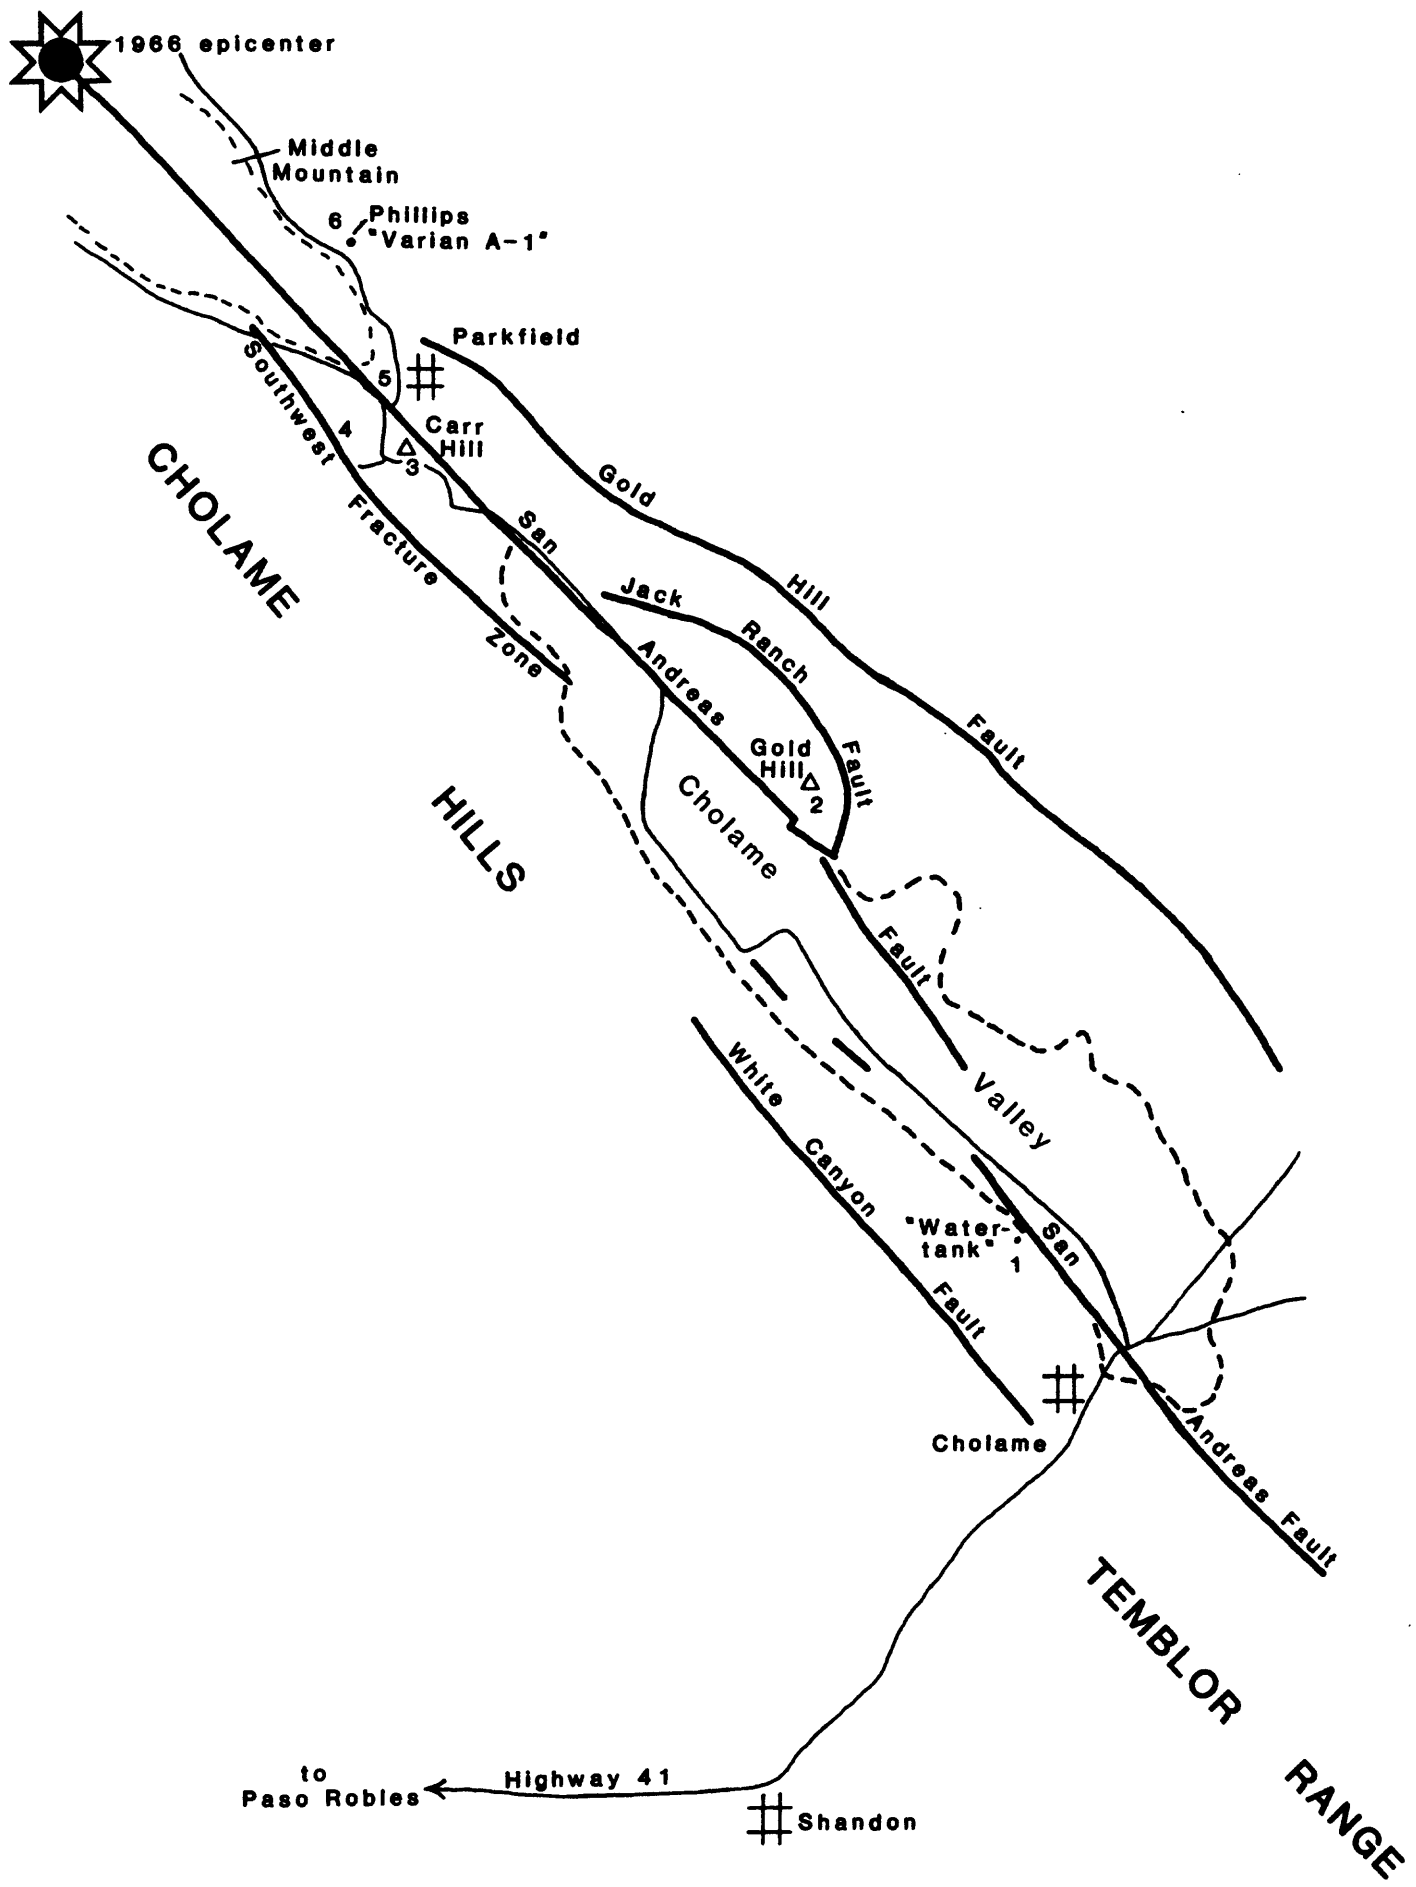 1966 epicenter
Middle
Mountain
6
Phillips
"Varian A-1"
Parkfield
5
Southwest
Fracture
Zone
4
Carr
Hill
3
CHOLAME
HILLS
Gold
Hill
Fault
San
Andreas
Fault
Jack
Ranch
Fault
Gold
Hill
2
Cholame
Valley
White
Canyon
Fault
"Water-
tank"
1
San
Andreas
Fault
Cholame
TEMBLOR
RANGE
to
Paso Robles
Highway 41
Shandon